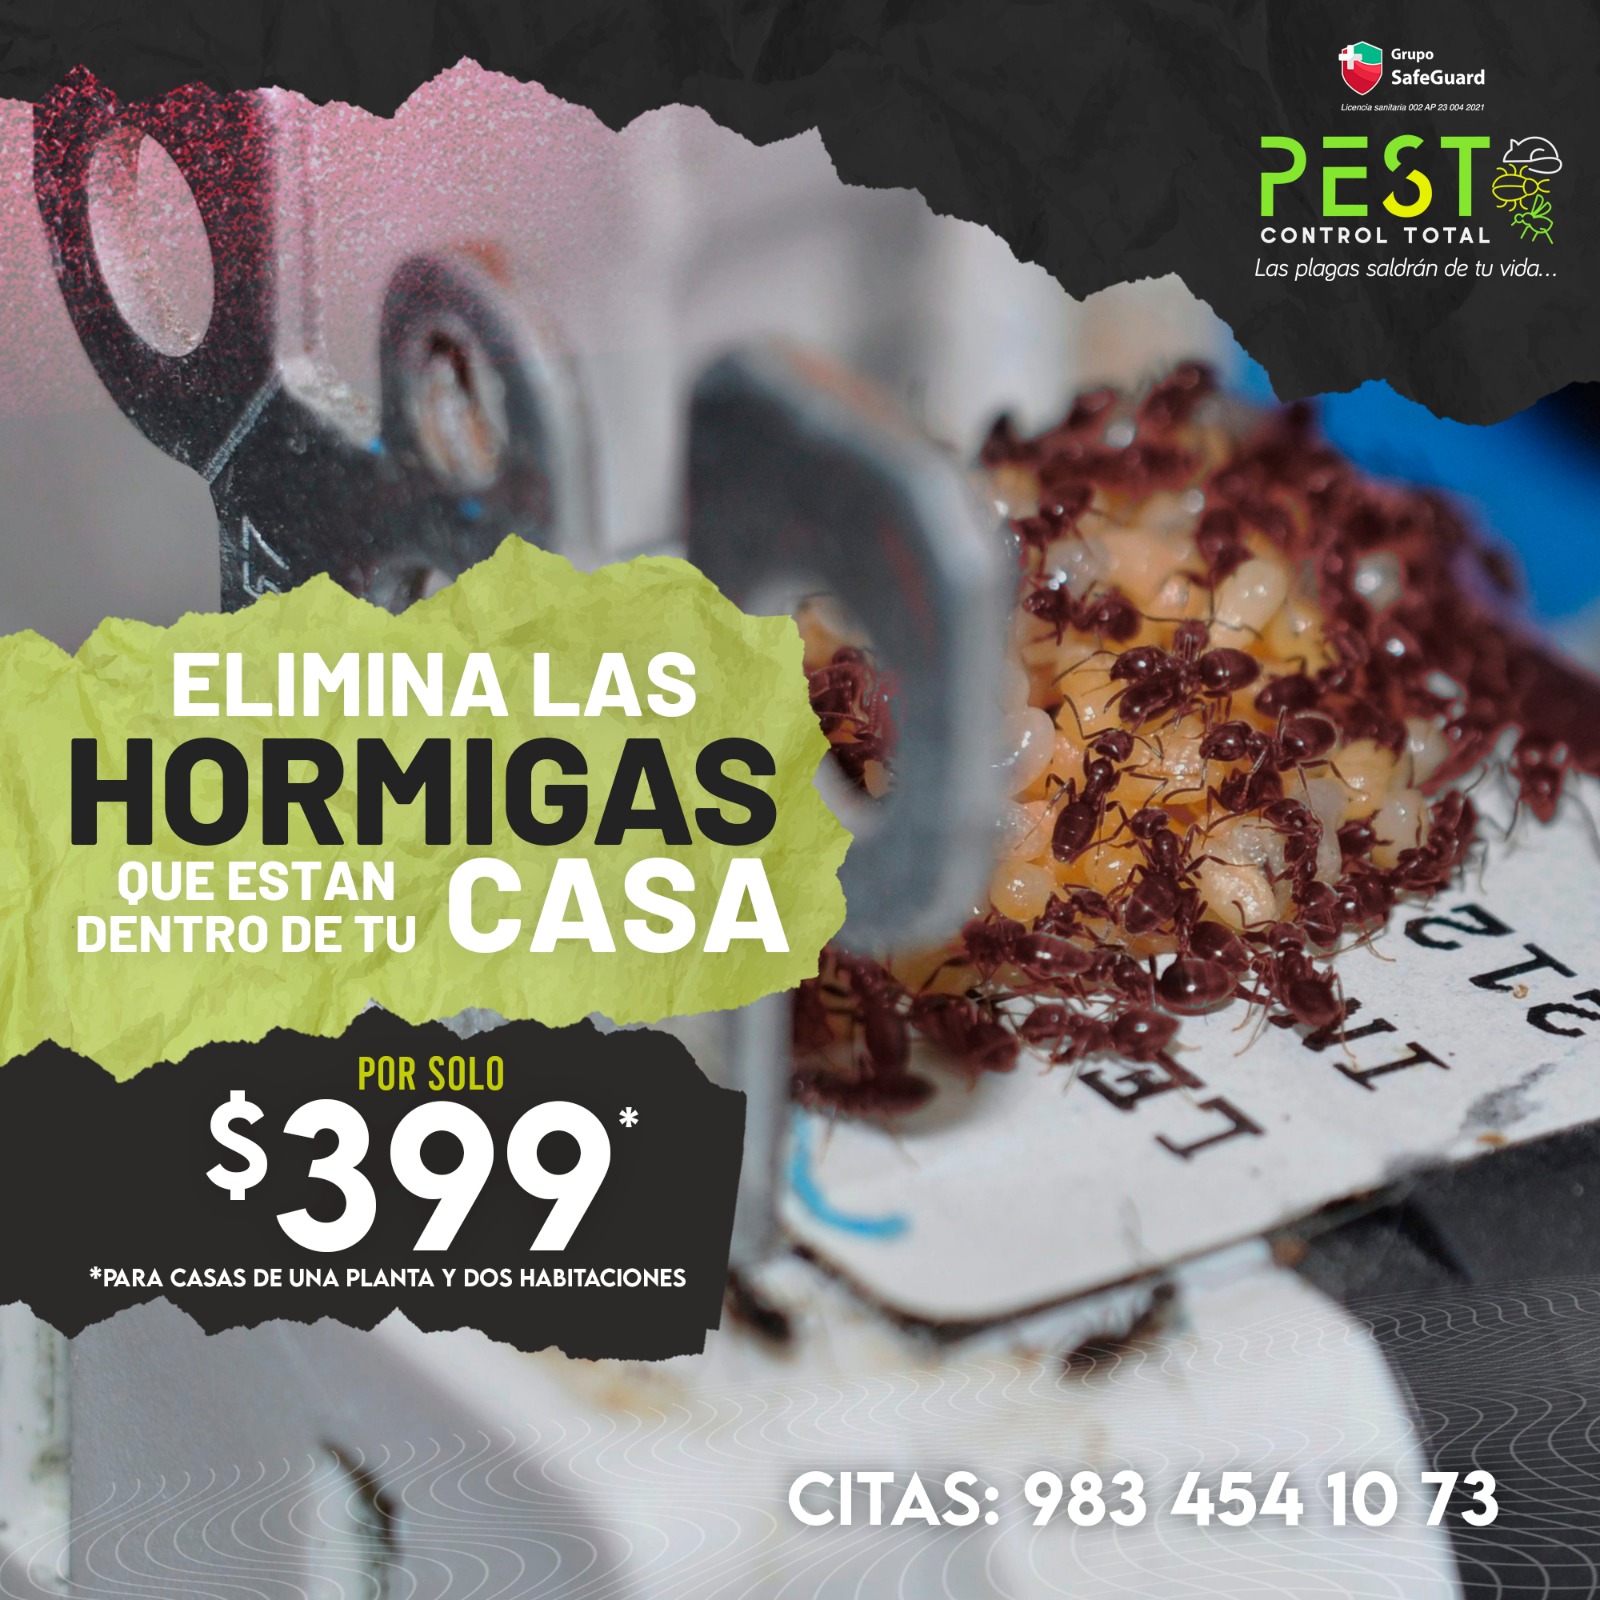 Grupo
SafeGuard
Licencia sanitaria 002 AP 23 004 2021
PEST
CONTROL TOTAL
Las plagas saldrán de tu vida...
ELIMINA LAS
HORMIGAS
QUE ESTAN
DENTRO DE TU CASA
POR SOLO
$399*
*PARA CASAS DE UNA PLANTA Y DOS HABITACIONES
CITAS: 983 454 10 73